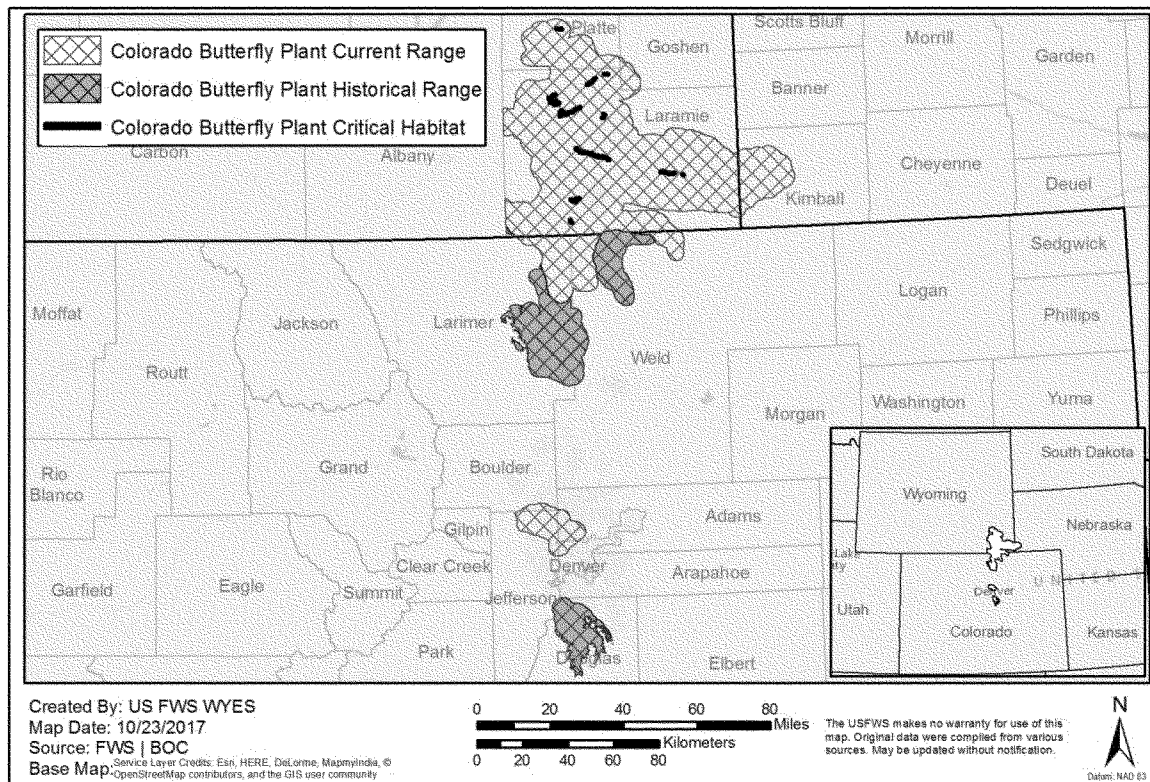 Colorado Butterfly Plant Current Range
Colorado Butterfly Plant Historical Range
Colorado Butterfly Plant Critical Habitat
Platte
Goshen
Scotts Bluff
Morrill
Garden
Banner
Laramie
Carbon
Albany
Cheyenne
Kimball
Deuel
Sedgwick
Moffat
Jackson
Larimer
Logan
Phillips
Routt
Weld
Morgan
Washington
Yuma
Rio
Blanco
Grand
Boulder
Gilpin
Adams
Garfield
Eagle
Summit
Clear Creek
Denver
Arapahoe
Jefferson
Park
Douglas
Elbert
South Dakota
Wyoming
Nebraska
Lake
Denver
U N I T E D
Utah
Colorado
Kansas
Created By: US FWS WYES
Map Date: 10/23/2017
Source: FWS | BOC
Base Map: Service Layer Credits: Esri, HERE, DeLorme, MapmyIndia, ©
OpenStreetMap contributors, and the GIS user community
0 20 40 60 80
Miles
0 20 40 60 80
Kilometers
The USFWS makes no warranty for use of this
map. Original data were compiled from various
sources. May be updated without notification.
N
Datum: NAD 83